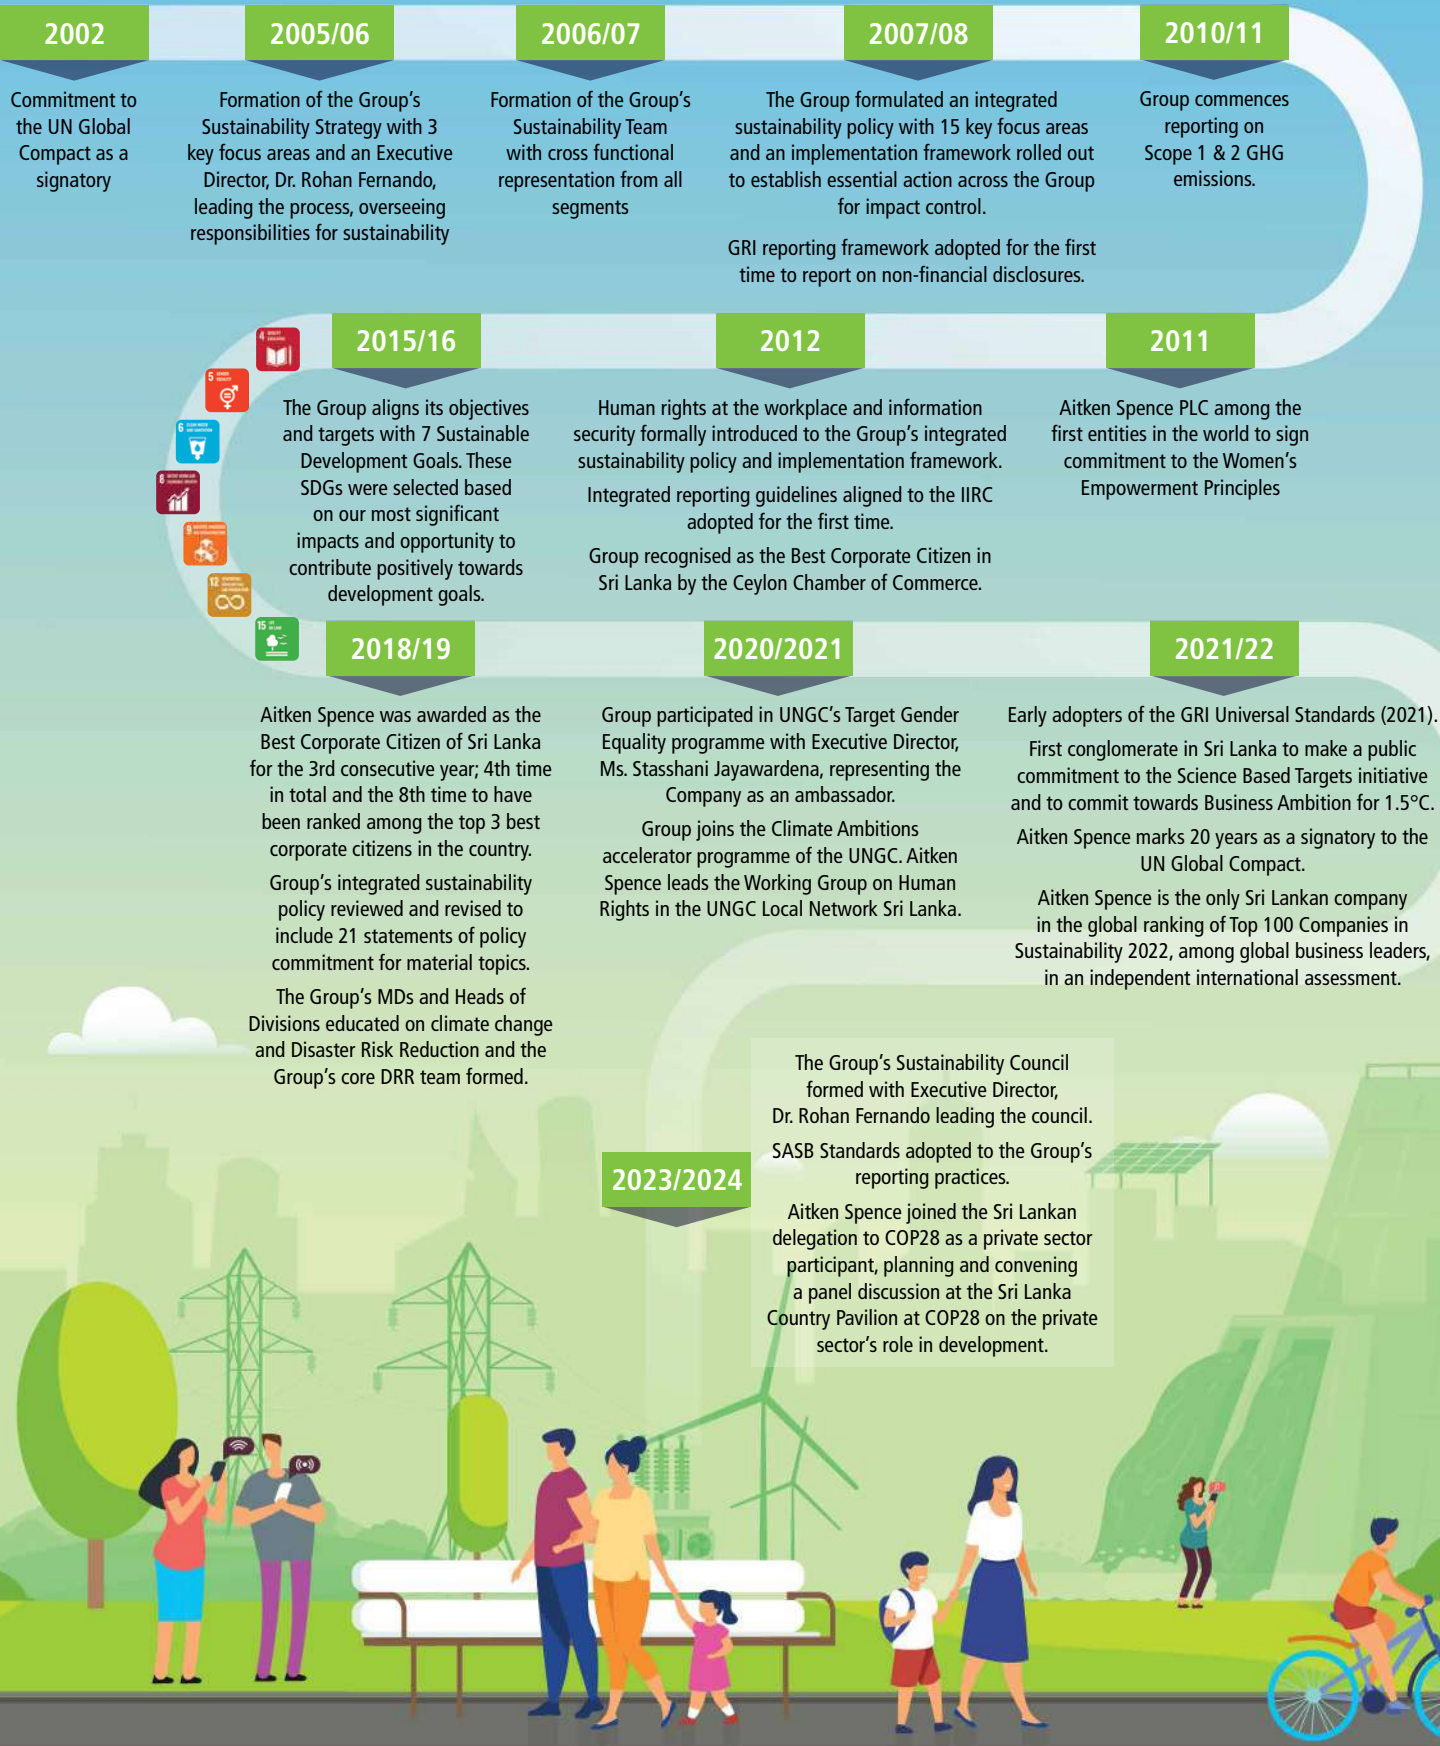 2002
Commitment to
the UN Global
Compact as a
signatory
2005/06
Formation of the Group's
Sustainability Strategy with 3
key focus areas and an Executive
Director, Dr. Rohan Fernando,
leading the process, overseeing
responsibilities for sustainability
2006/07
Formation of the Group's
Sustainability Team
with cross functional
representation from all
segments
2007/08
The Group formulated an integrated
sustainability policy with 15 key focus areas
and an implementation framework rolled out
to establish essential action across the Group
for impact control.
GRI reporting framework adopted for the first
time to report on non-financial disclosures.
2010/11
Group commences
reporting on
Scope 1 & 2 GHG
emissions.
2011
Aitken Spence PLC among the
first entities in the world to sign
commitment to the Women's
Empowerment Principles
2012
Human rights at the workplace and information
security formally introduced to the Group's integrated
sustainability policy and implementation framework.
Integrated reporting guidelines aligned to the IIRC
adopted for the first time.
Group recognised as the Best Corporate Citizen in
Sri Lanka by the Ceylon Chamber of Commerce.
2015/16
The Group aligns its objectives
and targets with 7 Sustainable
Development Goals. These
SDGs were selected based
on our most significant
impacts and opportunity to
contribute positively towards
development goals.
4
5
6
8
9
12
15
2018/19
Aitken Spence was awarded as the
Best Corporate Citizen of Sri Lanka
for the 3rd consecutive year; 4th time
in total and the 8th time to have
been ranked among the top 3 best
corporate citizens in the country.
Group's integrated sustainability
policy reviewed and revised to
include 21 statements of policy
commitment for material topics.
The Group's MDs and Heads of
Divisions educated on climate change
and Disaster Risk Reduction and the
Group's core DRR team formed.
2020/2021
Group participated in UNGC's Target Gender
Equality programme with Executive Director,
Ms. Stasshani Jayawardena, representing the
Company as an ambassador.
Group joins the Climate Ambitions
accelerator programme of the UNGC. Aitken
Spence leads the Working Group on Human
Rights in the UNGC Local Network Sri Lanka.
2021/22
Early adopters of the GRI Universal Standards (2021).
First conglomerate in Sri Lanka to make a public
commitment to the Science Based Targets initiative
and to commit towards Business Ambition for 1.5°C.
Aitken Spence marks 20 years as a signatory to the
UN Global Compact.
Aitken Spence is the only Sri Lankan company
in the global ranking of Top 100 Companies in
Sustainability 2022, among global business leaders,
in an independent international assessment.
2023/2024
The Group's Sustainability Council
formed with Executive Director,
Dr. Rohan Fernando leading the council.
SASB Standards adopted to the Group's
reporting practices.
Aitken Spence joined the Sri Lankan
delegation to COP28 as a private sector
participant, planning and convening
a panel discussion at the Sri Lanka
Country Pavilion at COP28 on the private
sector's role in development.